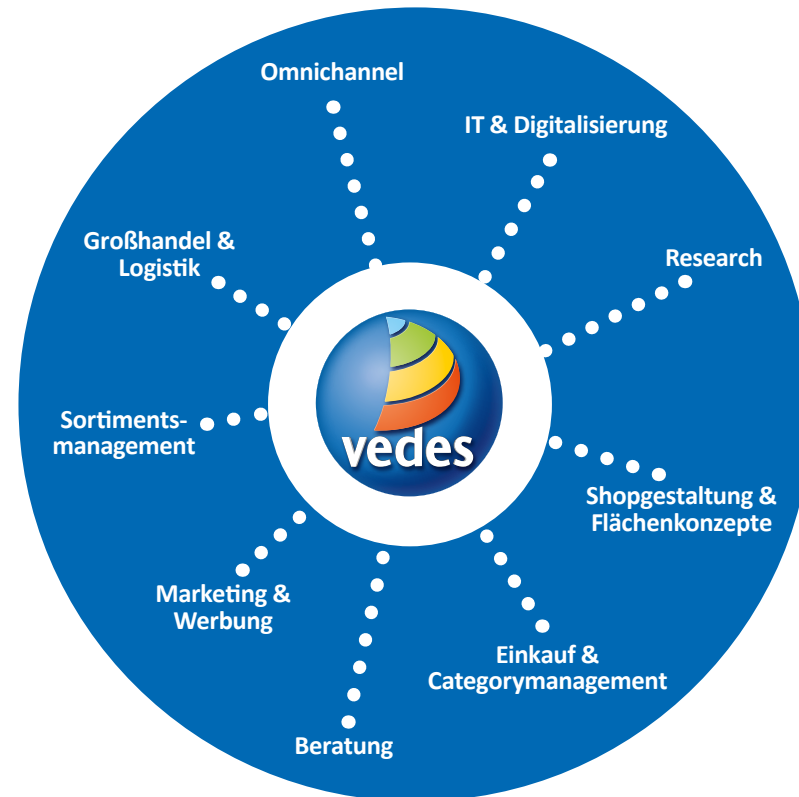 Omnichannel
IT & Digitalisierung
Research
Shopgestaltung &
Flächenkonzepte
Einkauf &
Categorymanagement
Beratung
Marketing &
Werbung
Sortiments-
management
Großhandel &
Logistik
vedes